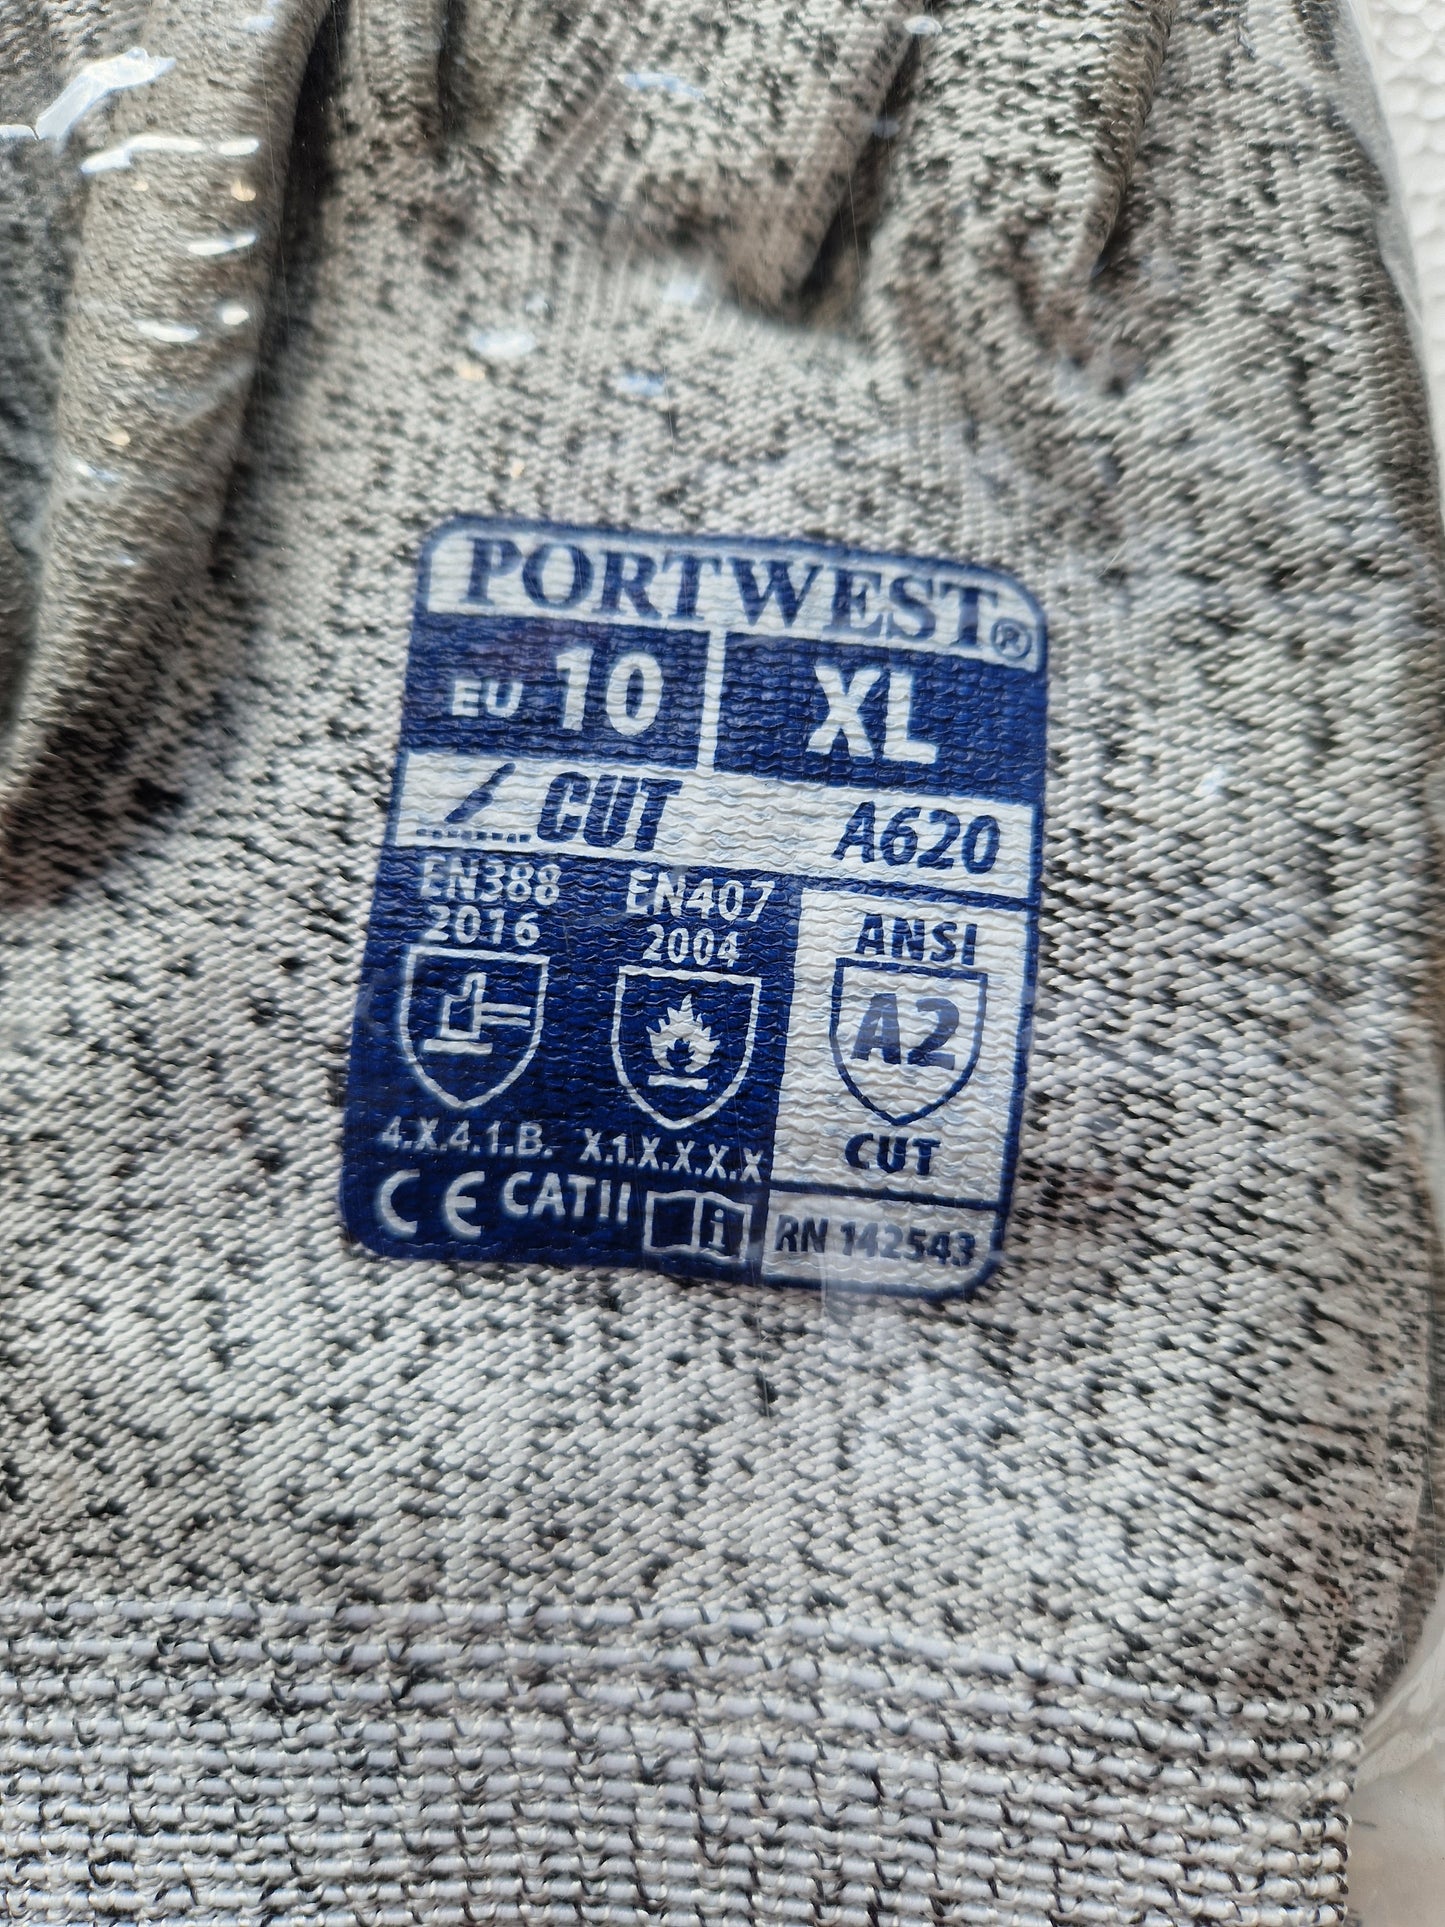 PORTWEST®
EU 10 XL
CUT A620
EN388
2016
EN407
2004
ANSI
A2
CUT
4.X.4.1.B. X.1.X.X.X.X
CE CATII i
RN 142543